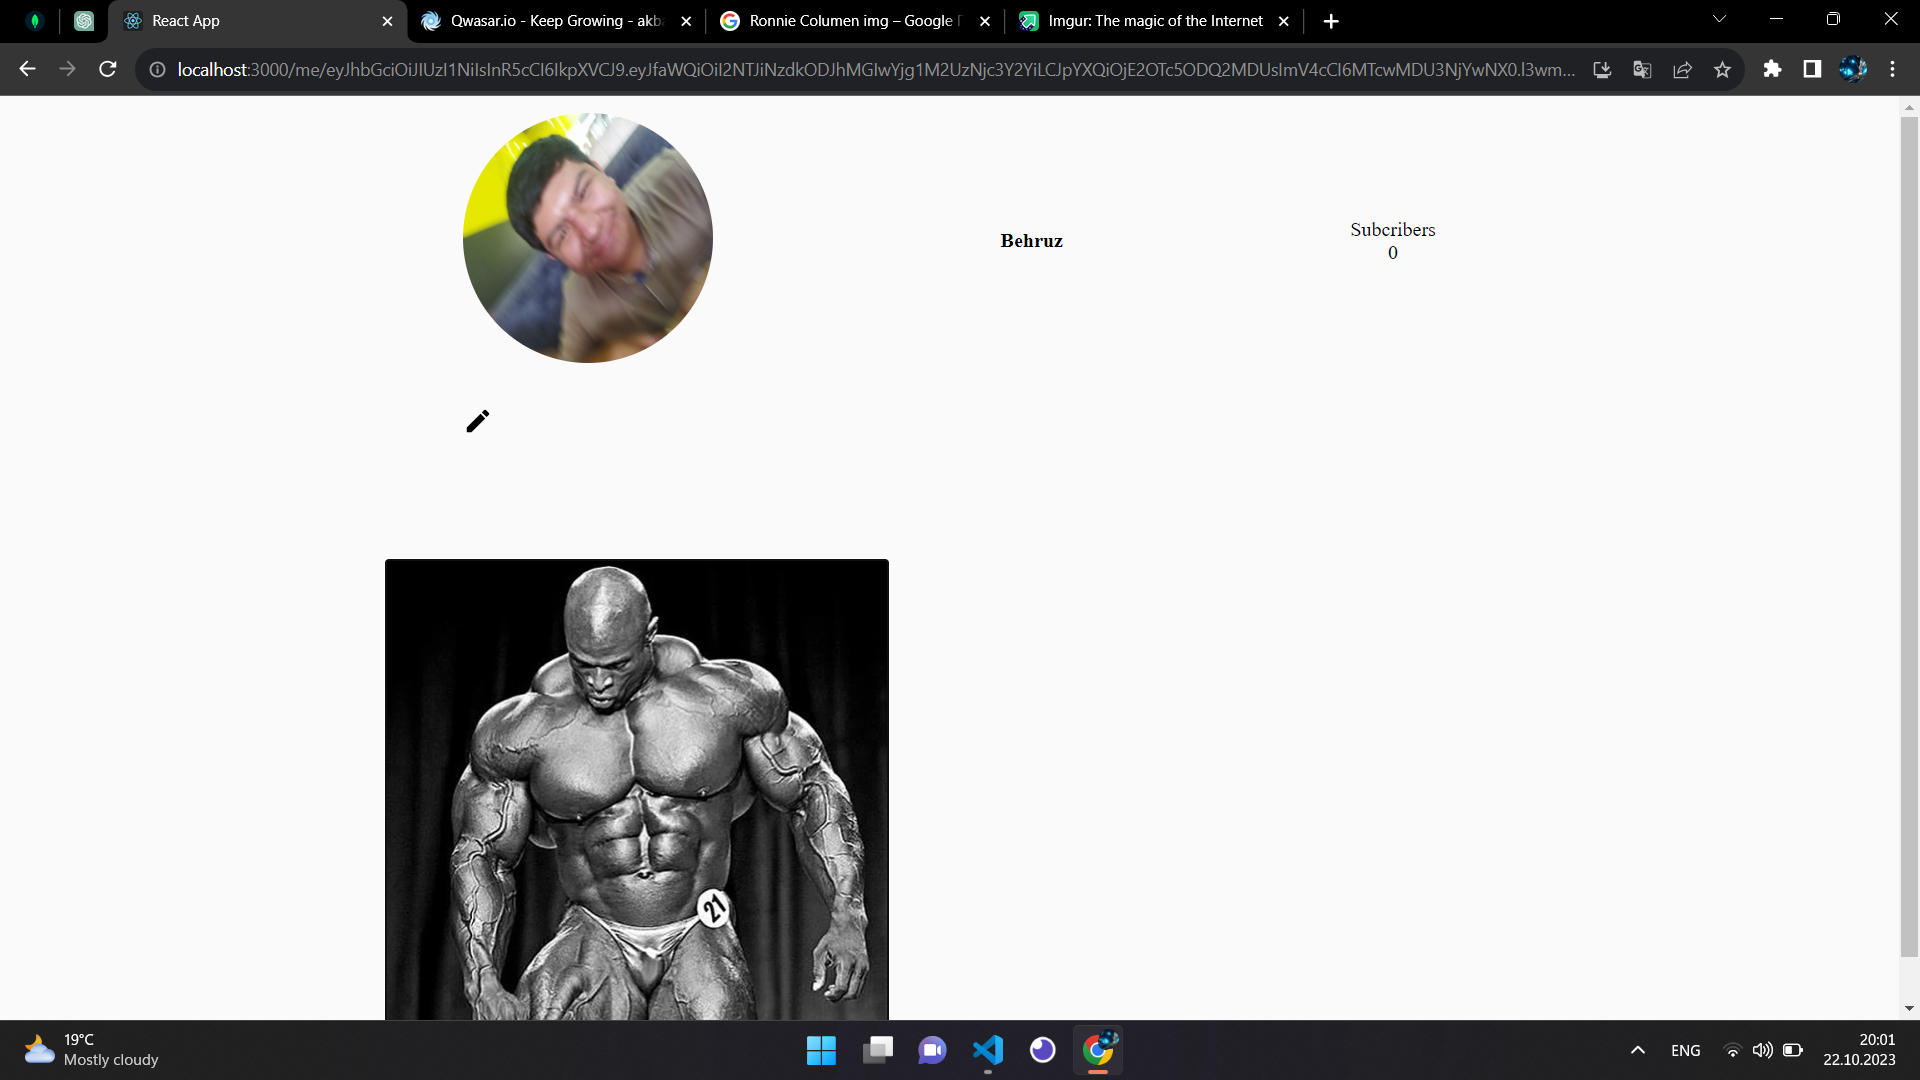 React App
Qwasar.io - Keep Growing - akb
Ronnie Columen img – Google
Imgur: The magic of the Internet
localhost:3000/me/eyJhbGciOiJIUzI1NiIsInR5cCI6IkpXVCJ9.eyJfaWQiOiI2NTJiNzdkODJhMGIwYjg1M2UzNjc3Y2YiLCJpYXQiOjE2OTc5ODQ2MDUsImV4cCI6MTcwMDU3NjYwNX0.l3wm...
Behruz
Subcribers
0
21
19°C
Mostly cloudy
ENG
20:01
22.10.2023